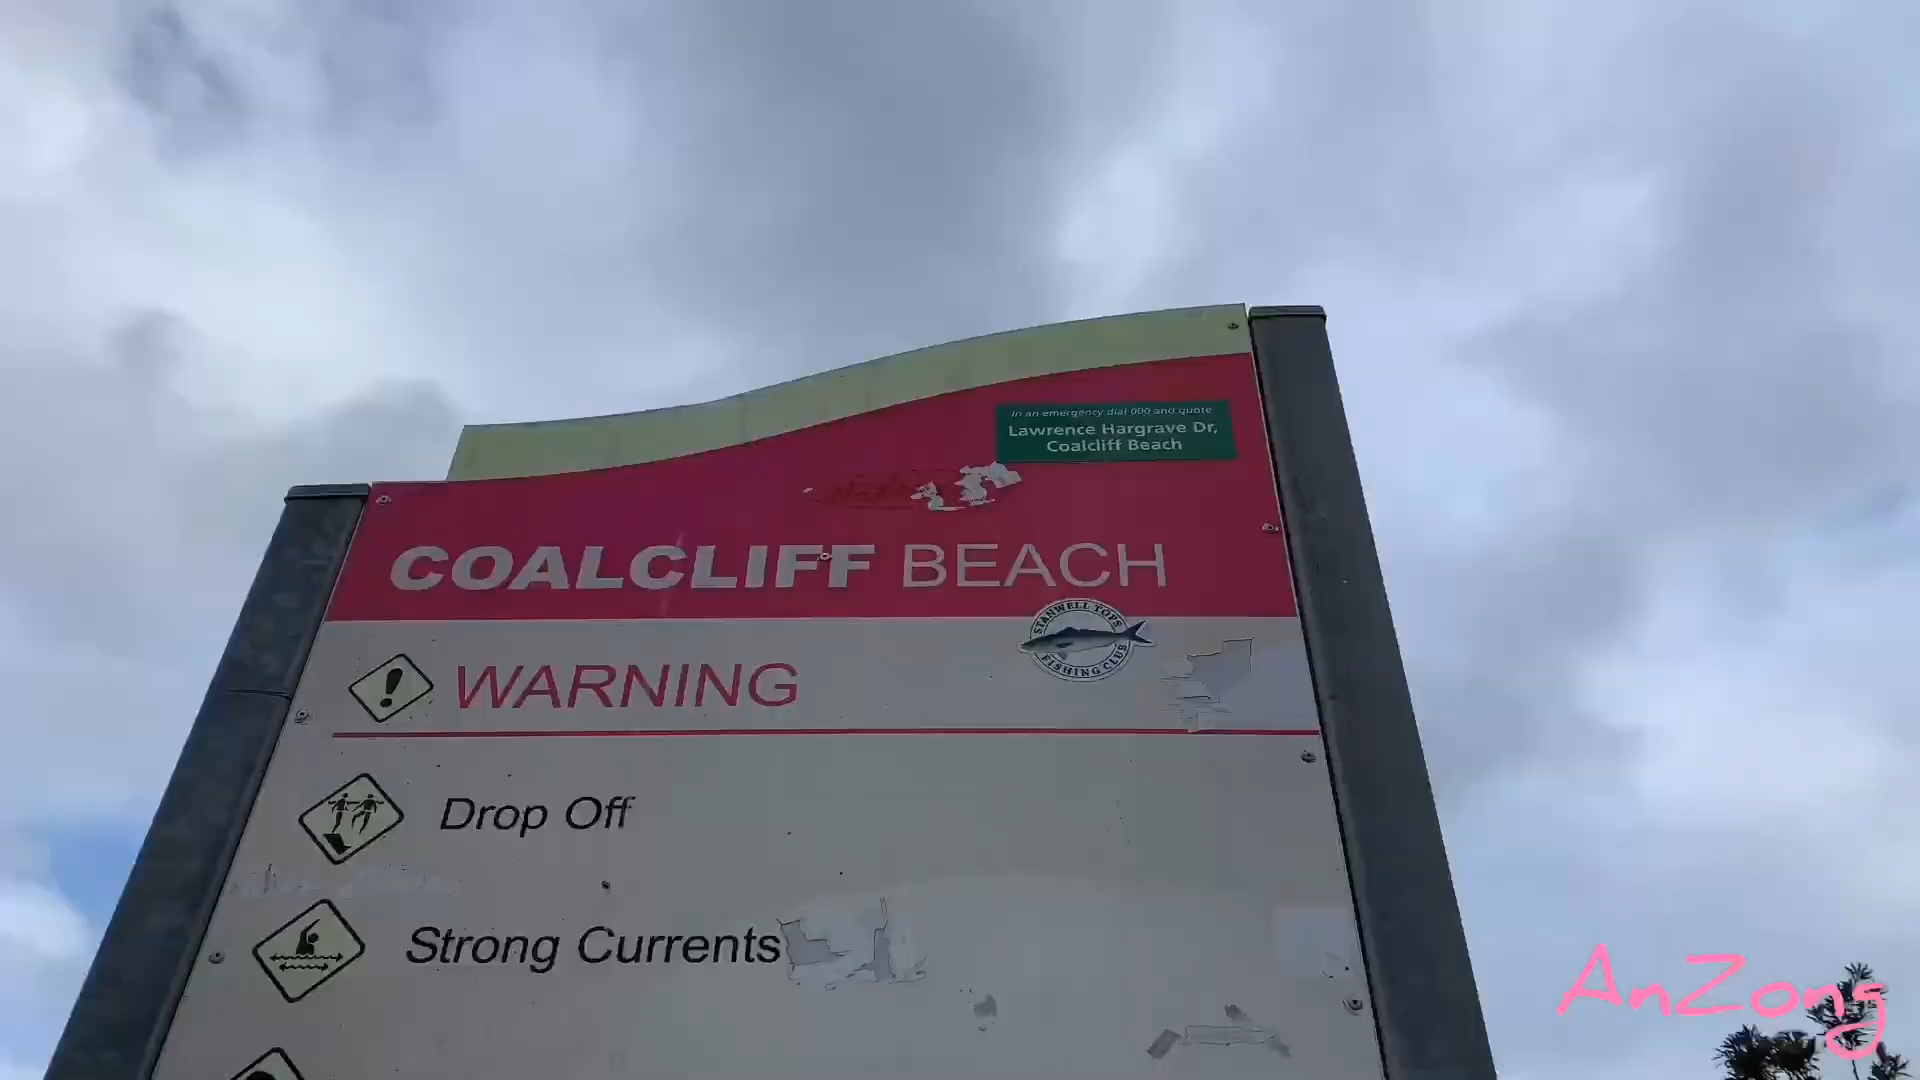 In an emergency dial 000 and quote
Lawrence Hargrave Dr,
Coalcliff Beach
COALCLIFF BEACH
STANWELL TOPS
FISHING CLUB
WARNING
Drop Off
Strong Currents
AnZong